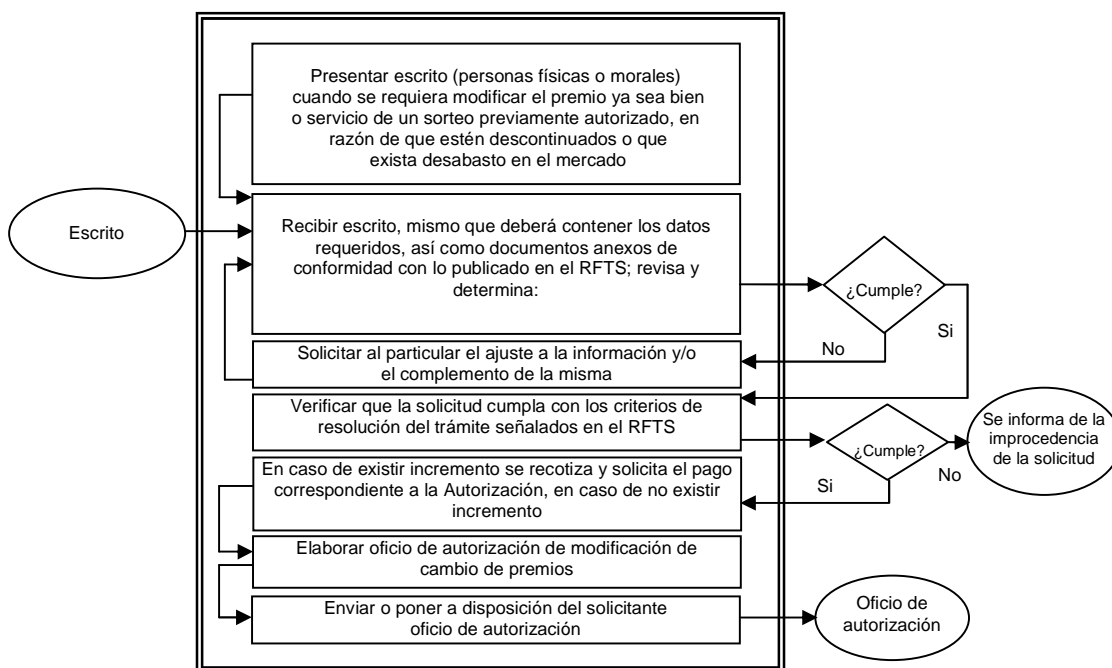 Presentar escrito (personas físicas o morales)
cuando se requiera modificar el premio ya sea bien
o servicio de un sorteo previamente autorizado, en
razón de que estén descontinuados o que
exista desabasto en el mercado
Escrito
Recibir escrito, mismo que deberá contener los datos
requeridos, así como documentos anexos de
conformidad con lo publicado en el RFTS; revisa y
determina:
¿Cumple?
Si
No
Solicitar al particular el ajuste a la información y/o
el complemento de la misma
Verificar que la solicitud cumpla con los criterios de
resolución del trámite señalados en el RFTS
¿Cumple?
No
Se informa de la
improcedencia
de la solicitud
Si
En caso de existir incremento se recotiza y solicita el pago
correspondiente a la Autorización, en caso de no existir
incremento
Elaborar oficio de autorización de modificación de
cambio de premios
Enviar o poner a disposición del solicitante
oficio de autorización
Oficio de
autorización